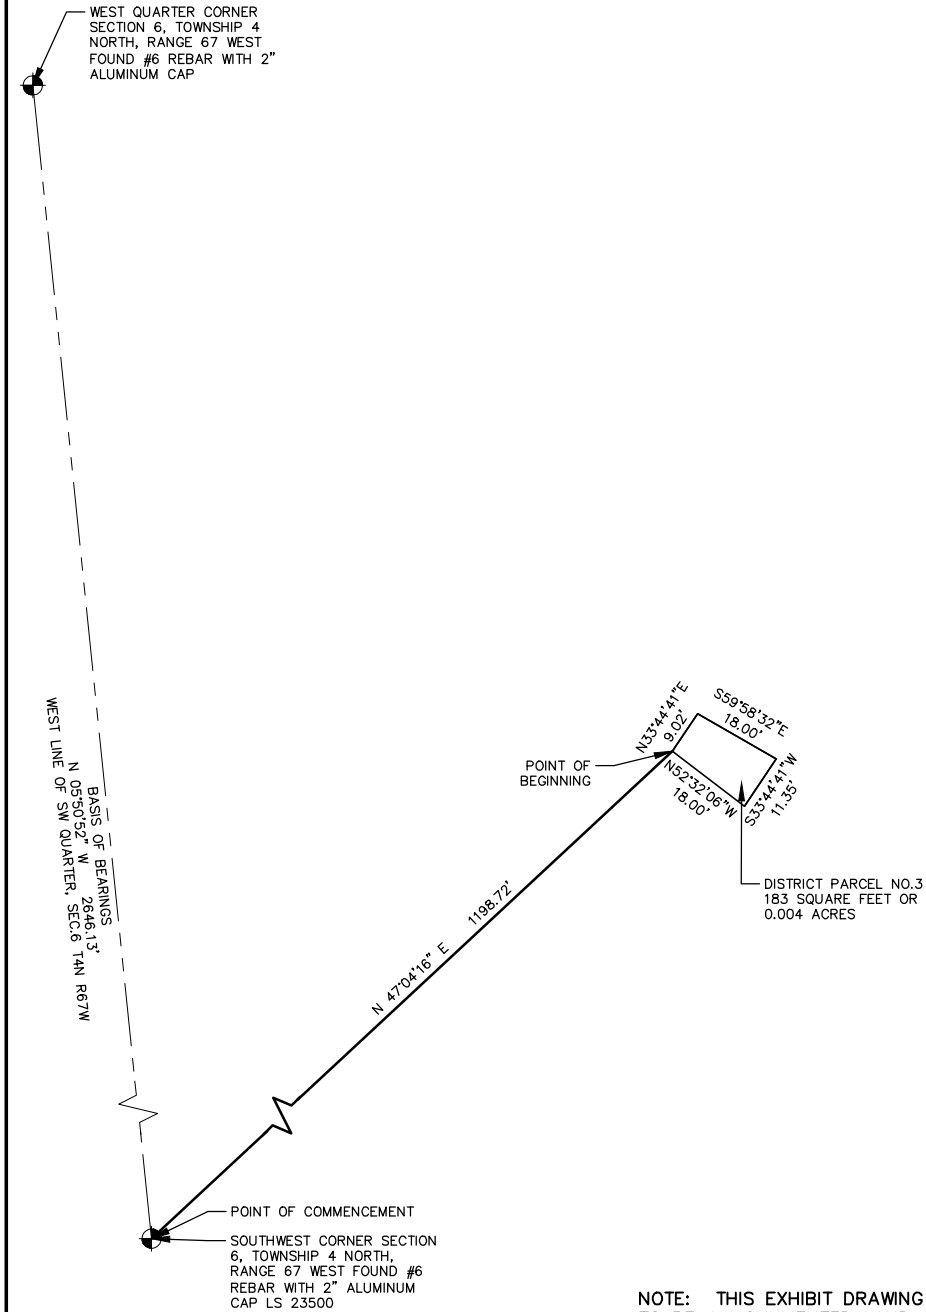 WEST QUARTER CORNER
SECTION 6, TOWNSHIP 4
NORTH, RANGE 67 WEST
FOUND #6 REBAR WITH 2"
ALUMINUM CAP
BASIS OF BEARINGS
N 05°50'52" W 2646.13'
WEST LINE OF SW QUARTER, SEC.6 T4N R67W
N33°44'41"E
9.02'
S59°58'32"E
18.00'
POINT OF
BEGINNING
N52°32'06"W
18.00'
S33°44'41"W
11.35'
DISTRICT PARCEL NO.3
183 SQUARE FEET OR
0.004 ACRES
N 47°04'16" E 1198.72'
POINT OF COMMENCEMENT
SOUTHWEST CORNER SECTION
6, TOWNSHIP 4 NORTH,
RANGE 67 WEST FOUND #6
REBAR WITH 2" ALUMINUM
CAP LS 23500
NOTE: THIS EXHIBIT DRAWING